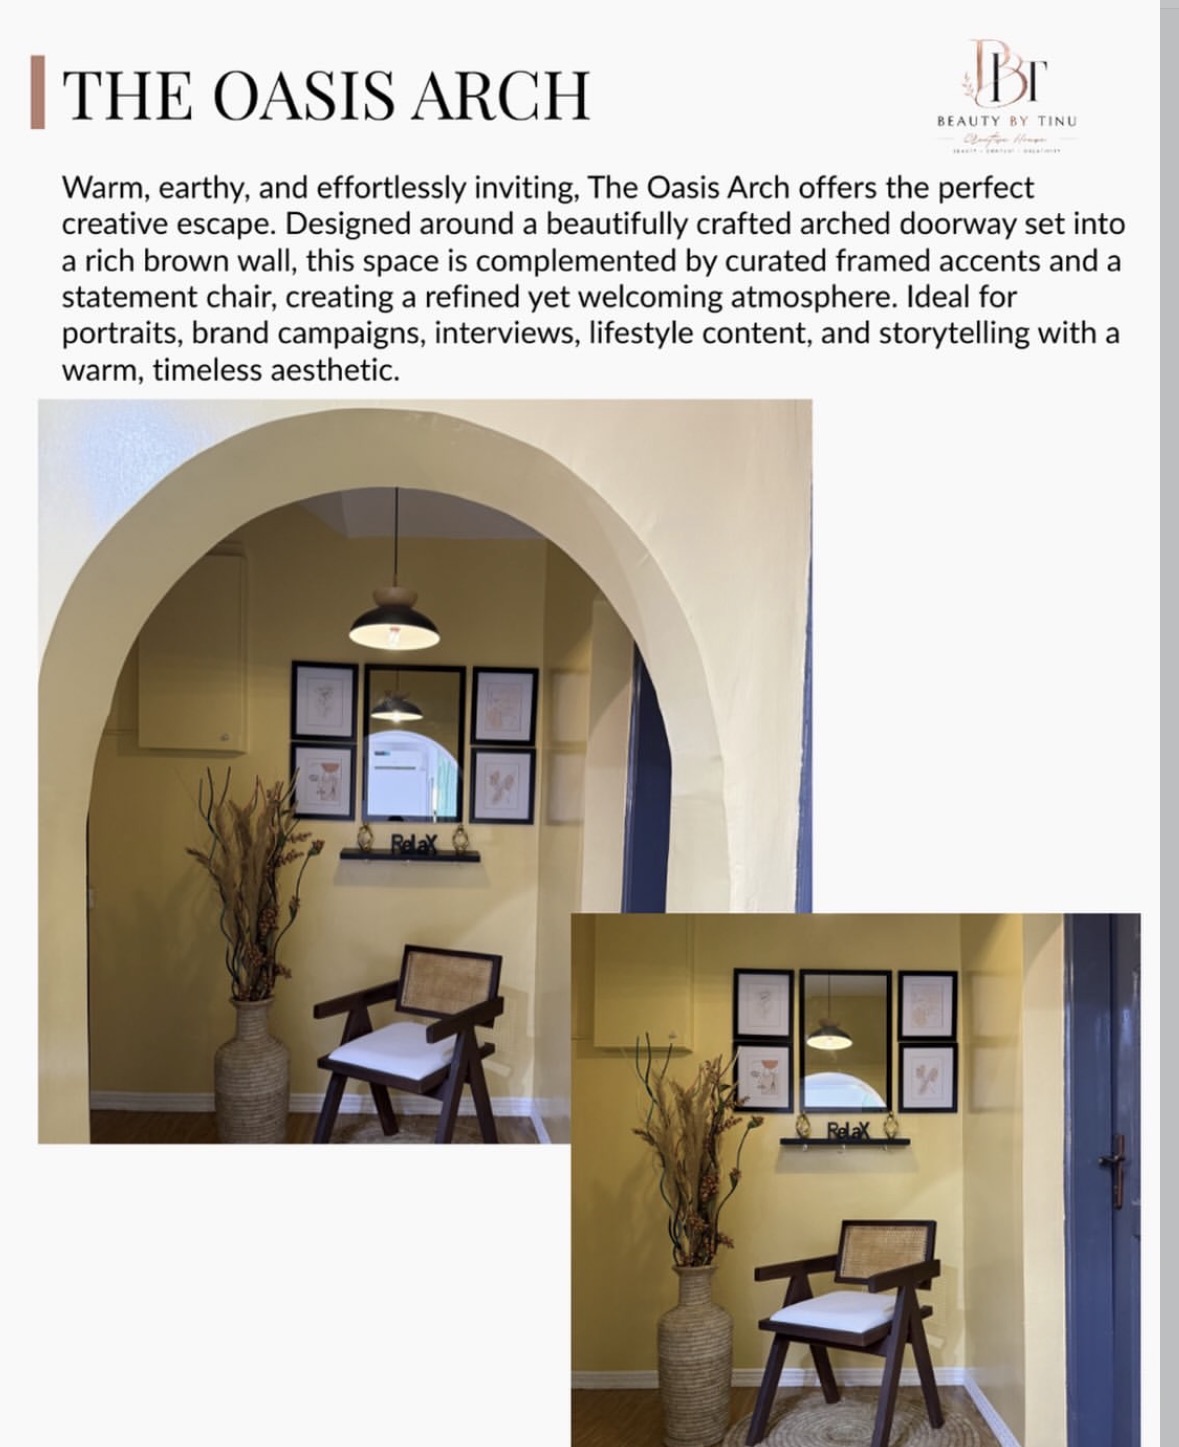 THE OASIS ARCH
BBT
BEAUTY BY TINU
Creative House
Warm, earthy, and effortlessly inviting, The Oasis Arch offers the perfect
creative escape. Designed around a beautifully crafted arched doorway set into
a rich brown wall, this space is complemented by curated framed accents and a
statement chair, creating a refined yet welcoming atmosphere. Ideal for
portraits, brand campaigns, interviews, lifestyle content, and storytelling with a
warm, timeless aesthetic.
RelaX
RelaX